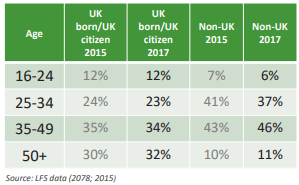 Age UK born/UK citizen 2015 UK born/UK citizen 2017 Non-UK 2015 Non-UK 2017
16-24 12% 12% 7% 6%
25-34 24% 23% 41% 37%
35-49 35% 34% 43% 46%
50+ 30% 32% 10% 11%
Source: LFS data (2078; 2015)